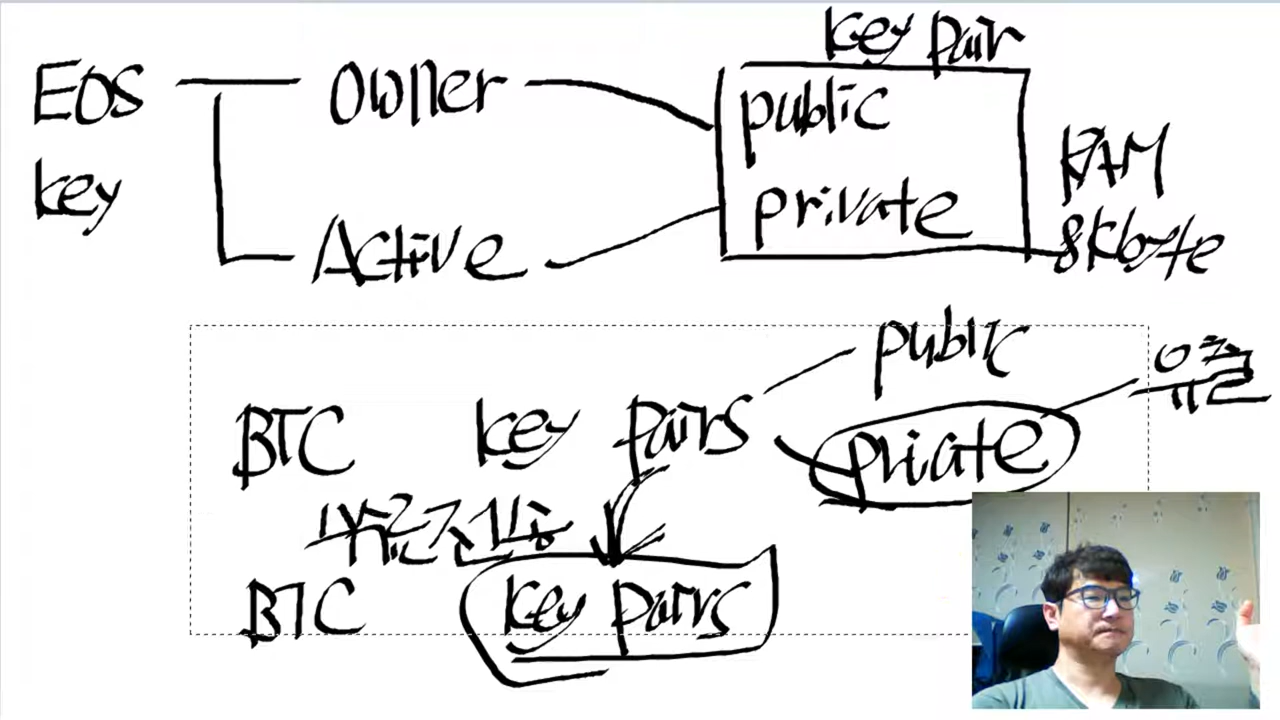 Key Pair
EOS Owner public
Key private RAM
Active 8Kbyte
public
BTC Key pairs private 유출
BTC Key pairs